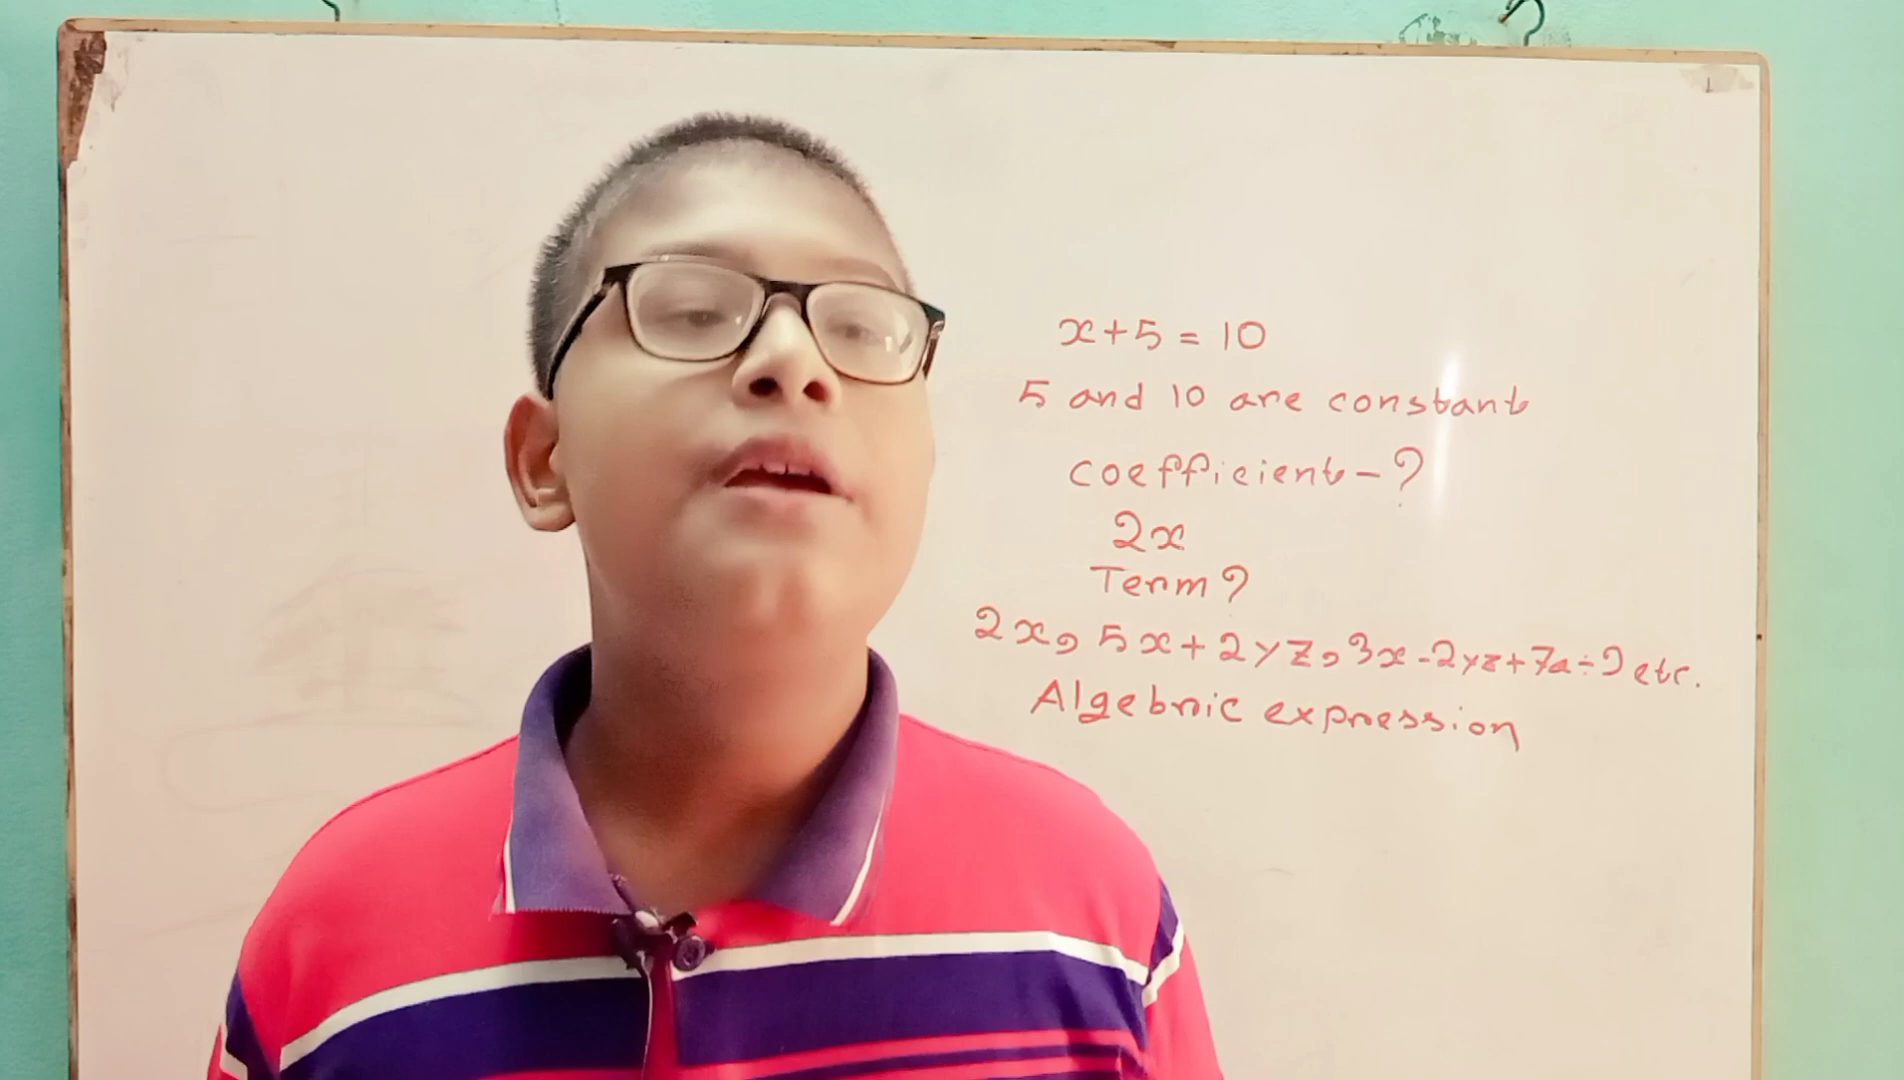 x+5=10
5 and 10 are constant
coefficient-?
2x
Term?
2x, 5x+2yz, 3x-2yz+7a÷9 etc.
Algebraic expression